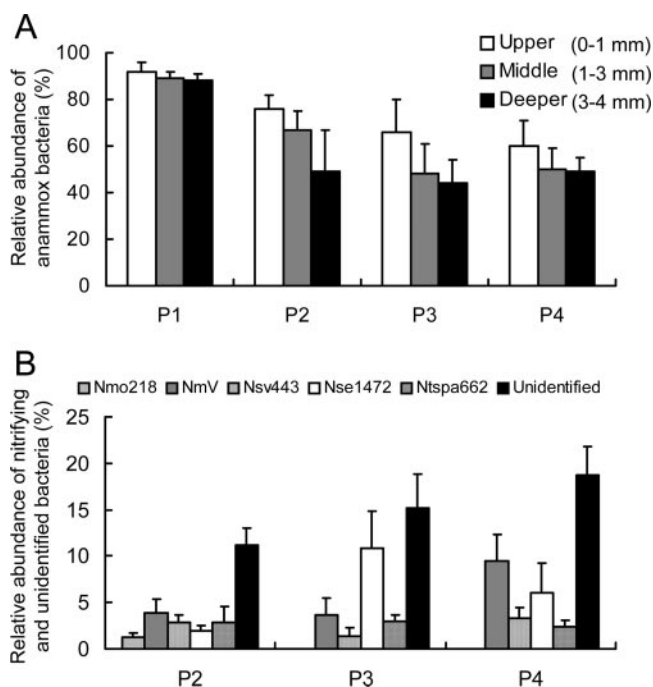 A
Relative abundance of
anammox bacteria (%)
100
80
60
40
20
0
Upper (0-1 mm)
Middle (1-3 mm)
Deeper (3-4 mm)
P1 P2 P3 P4
B
Nmo218 NmV Nsv443 Nse1472 Ntspa662 Unidentified
Relative abundance of nitrifying
and unidentified bacteria (%)
25
20
15
10
5
0
P2 P3 P4